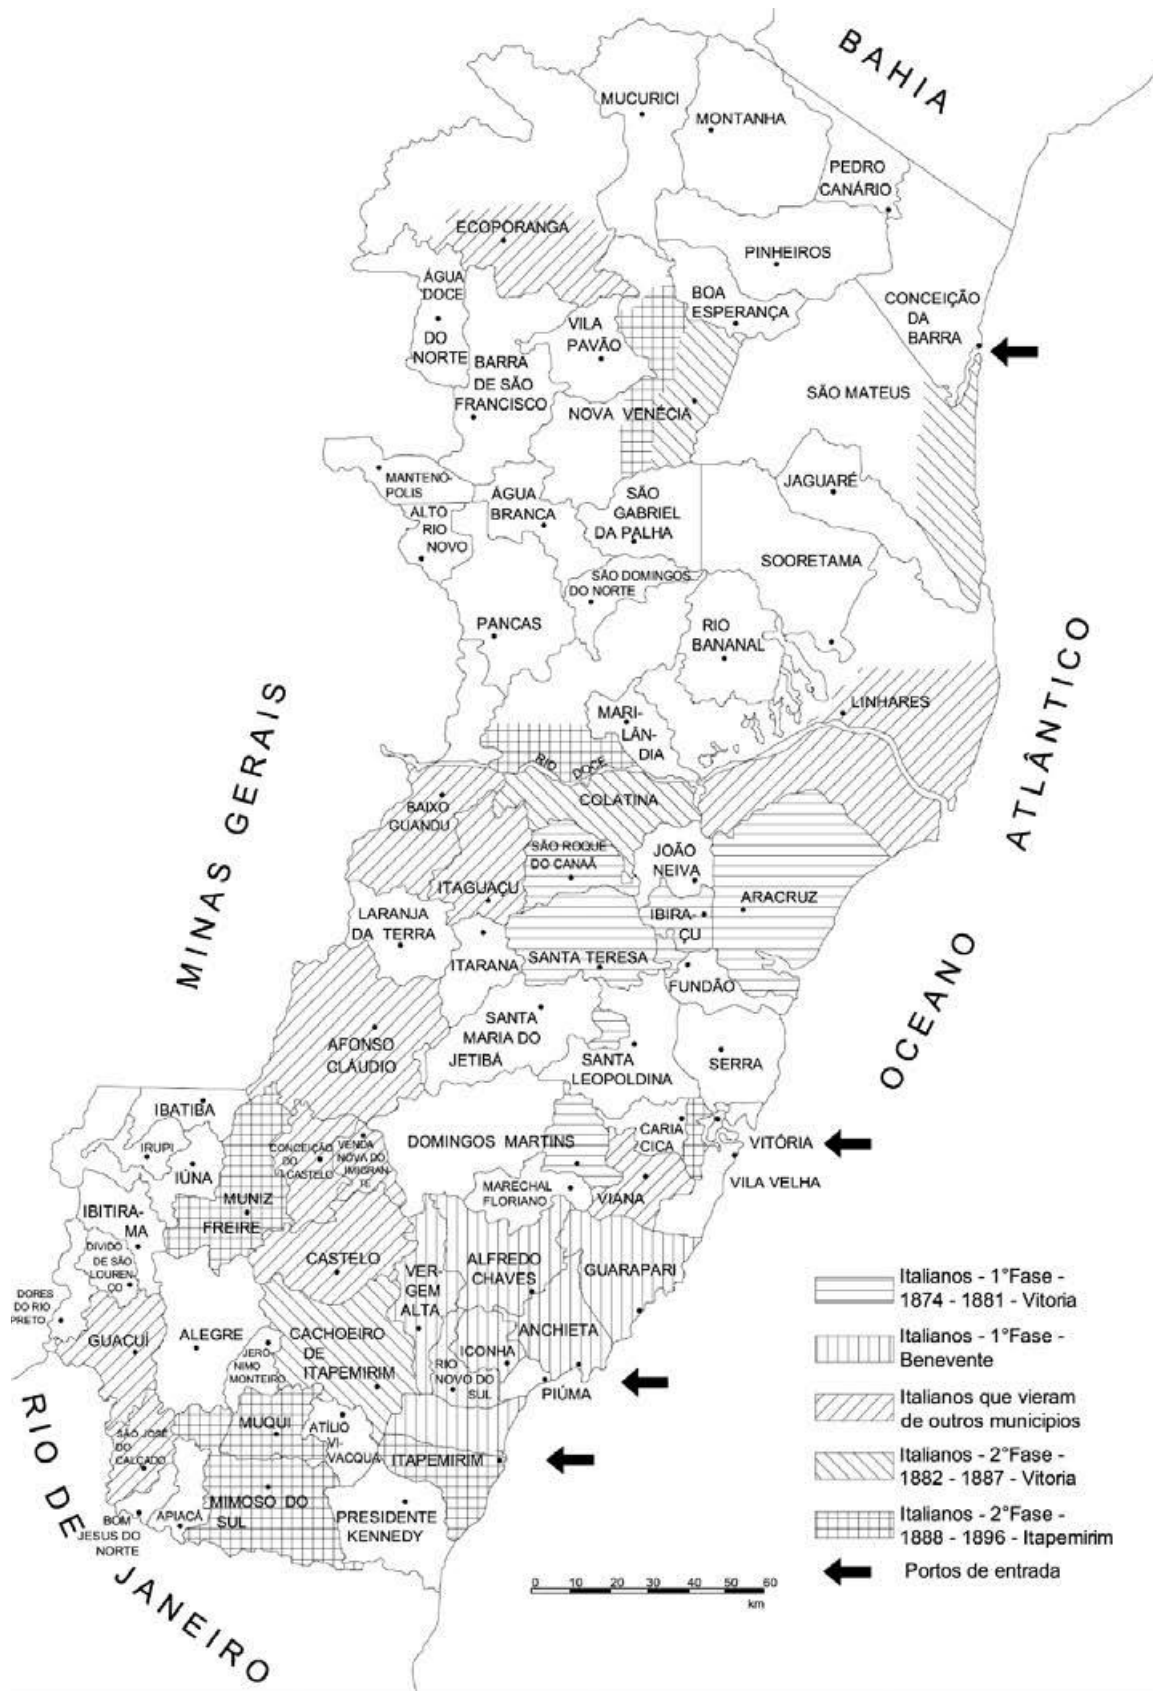 BAHIA
MUCURICI
MONTANHA
PEDRO
CANÁRIO
ECOPORANGA
PINHEIROS
ÁGUA
DOCE
DO
NORTE
BOA
ESPERANÇA
CONCEIÇÃO
DA
BARRA
VILA
PAVÃO
BARRA
DE SÃO
FRANCISCO
NOVA VENÉCIA
SÃO MATEUS
MANTENÓ-
POLIS
ÁGUA
BRANCA
SÃO
GABRIEL
DA PALHA
JAGUARÉ
ALTO
RIO
NOVO
SOORETAMA
SÃO DOMINGOS
DO NORTE
PANCAS
RIO
BANANAL
LINHARES
MARI-
LÂN-
DIA
RIO DOCE
COLATINA
BAIXO
GUANDU
SÃO ROQUE
DO CANAÃ
JOÃO
NEIVA
ITAGUAÇU
ARACRUZ
LARANJA
DA TERRA
IBIRA-
ÇU
ITARANA
SANTA TERESA
FUNDÃO
SANTA
MARIA DO
JETIBÁ
AFONSO
CLÁUDIO
SANTA
LEOPOLDINA
SERRA
IBATIBA
IRUPI
IÚNA
CONCEIÇÃO
DO
CASTELO
VENDA
NOVA DO
IMIGRAN-
TE
DOMINGOS MARTINS
CARIA
CICA
VITÓRIA
VILA VELHA
MARECHAL
FLORIANO
VIANA
MUNIZ
FREIRE
IBITIRA-
MA
DIVIDO
DE SÃO
LOUREN-
ÇO
CASTELO
VER-
GEM
ALTA
ALFREDO
CHAVES
GUARAPARI
DORES
DO RIO
PRETO
GUAÇUÍ
ALEGRE
JERÔ
NIMO
MONTEIRO
CACHOEIRO
DE
ITAPEMIRIM
ANCHIETA
ICONHA
RIO
NOVO DO
SUL
PIÚMA
SÃO JOSÉ
DO
CALÇADO
MUQUI
ATÍLIO
VI-
VACQUA
ITAPEMIRIM
MIMOSO DO
SUL
APIACÁ
BOM
JESUS DO
NORTE
PRESIDENTE
KENNEDY
MINAS GERAIS
OCEANO ATLÂNTICO
RIO DE JANEIRO
Italianos - 1°Fase -
1874 - 1881 - Vitoria
Italianos - 1°Fase -
Benevente
Italianos que vieram
de outros municipios
Italianos - 2°Fase -
1882 - 1887 - Vitoria
Italianos - 2°Fase -
1888 - 1896 - Itapemirim
Portos de entrada
0 10 20 30 40 50 60
km